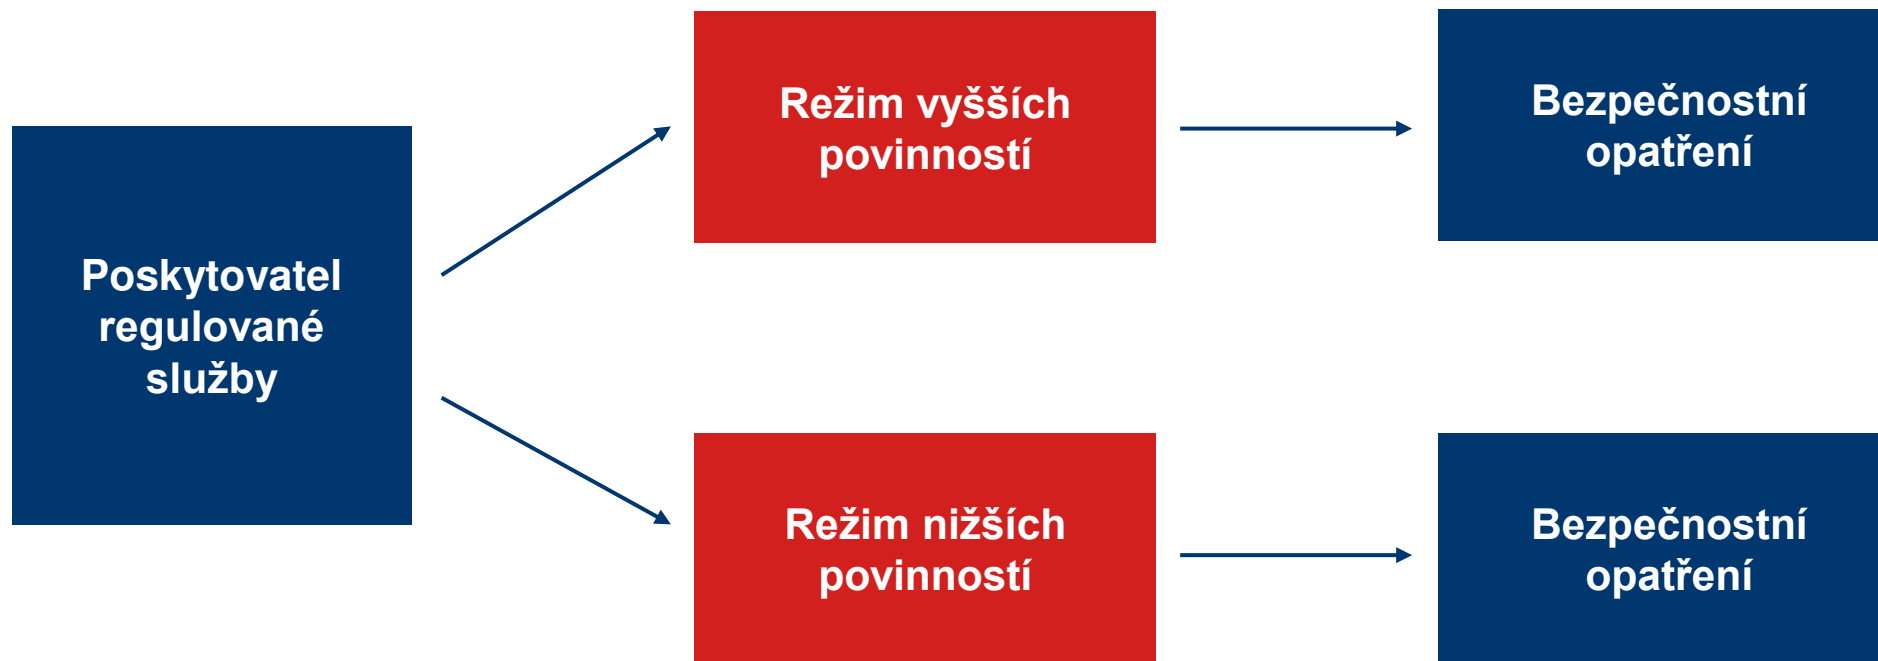 Poskytovatel
regulované
služby
Režim vyšších
povinností
Bezpečnostní
opatření
Režim nižších
povinností
Bezpečnostní
opatření